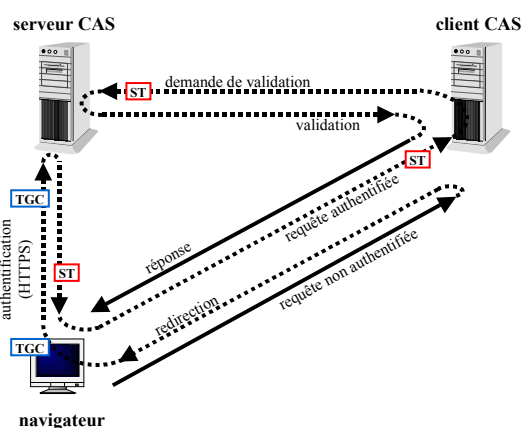 serveur CAS
client CAS
demande de validation
ST
validation
ST
TGC
requête authentifiée
authentification
(HTTPS)
ST
réponse
requête non authentifiée
redirection
TGC
navigateur